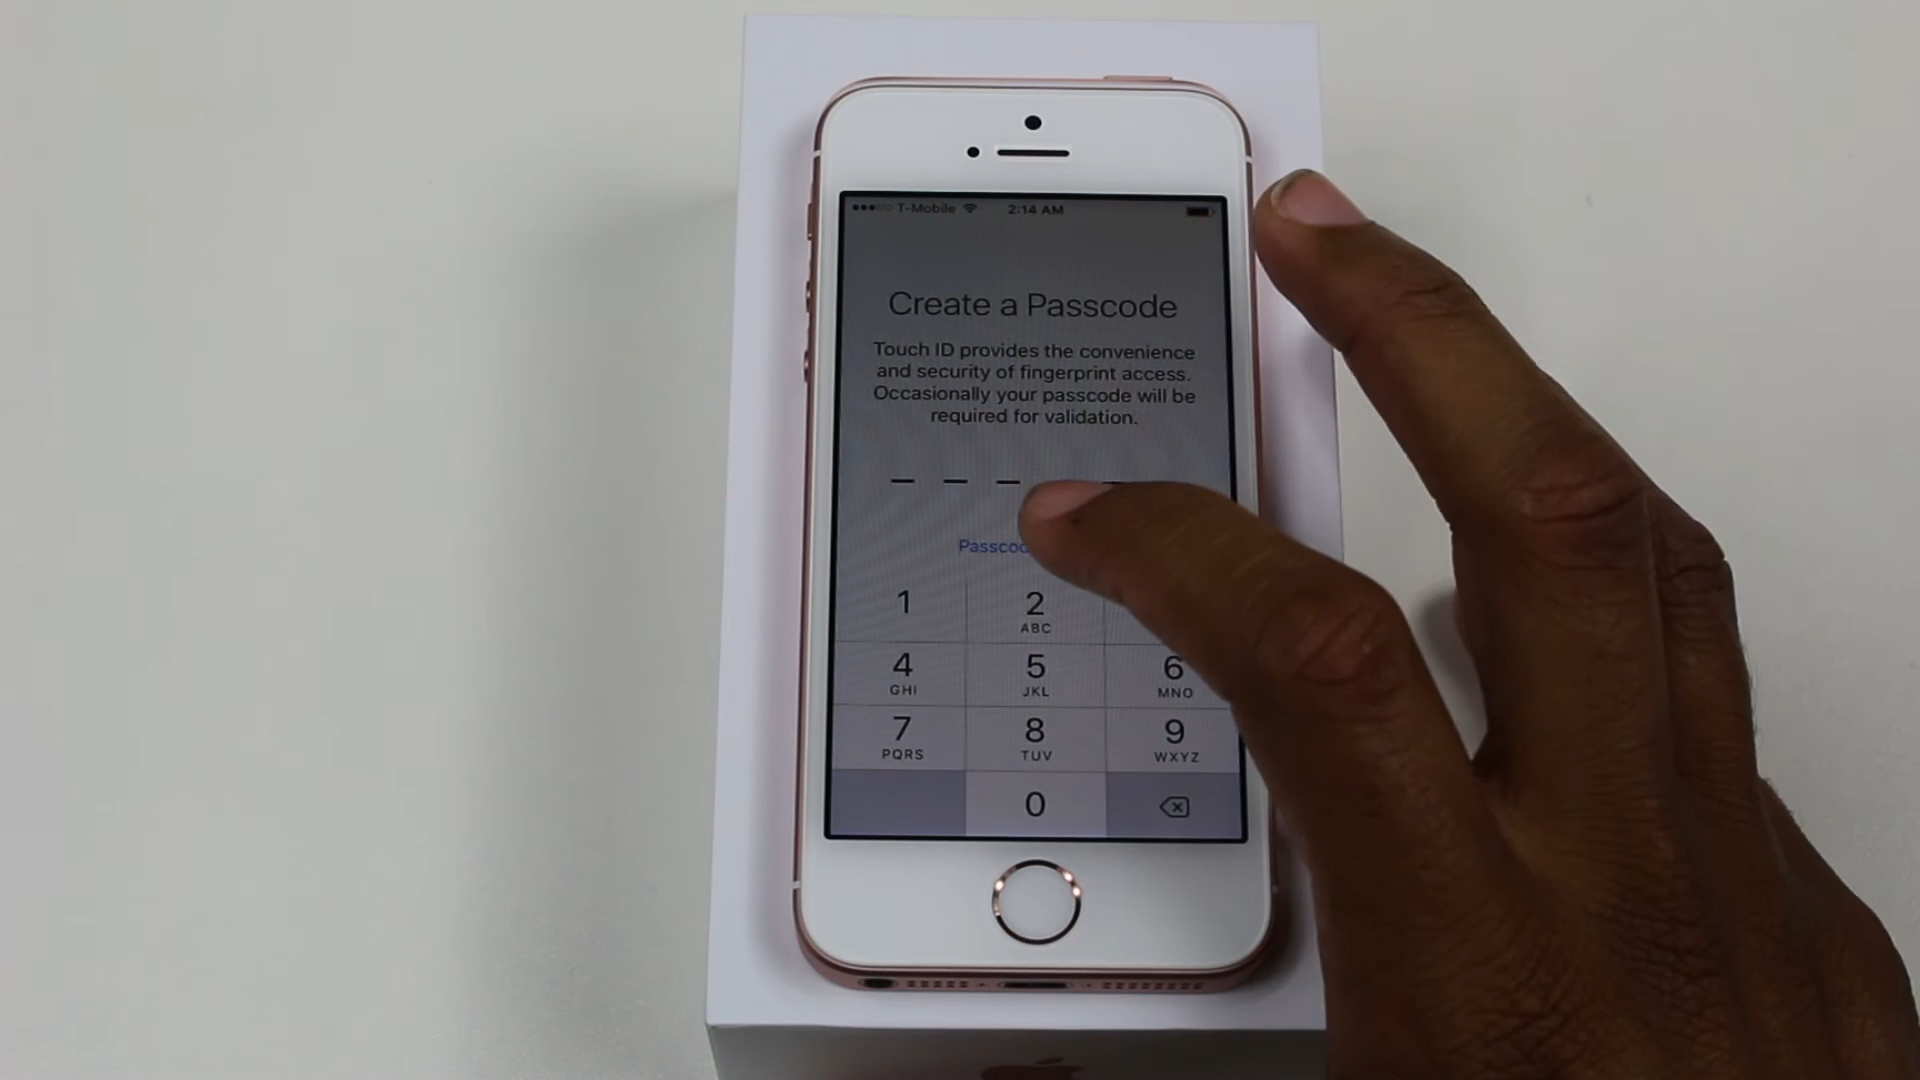 T-Mobile 2:14 AM
Create a Passcode
Touch ID provides the convenience
and security of fingerprint access.
Occasionally your passcode will be
required for validation.
1 2
ABC
4 5 6
GHI JKL MNO
7 8 9
PQRS TUV WXYZ
0